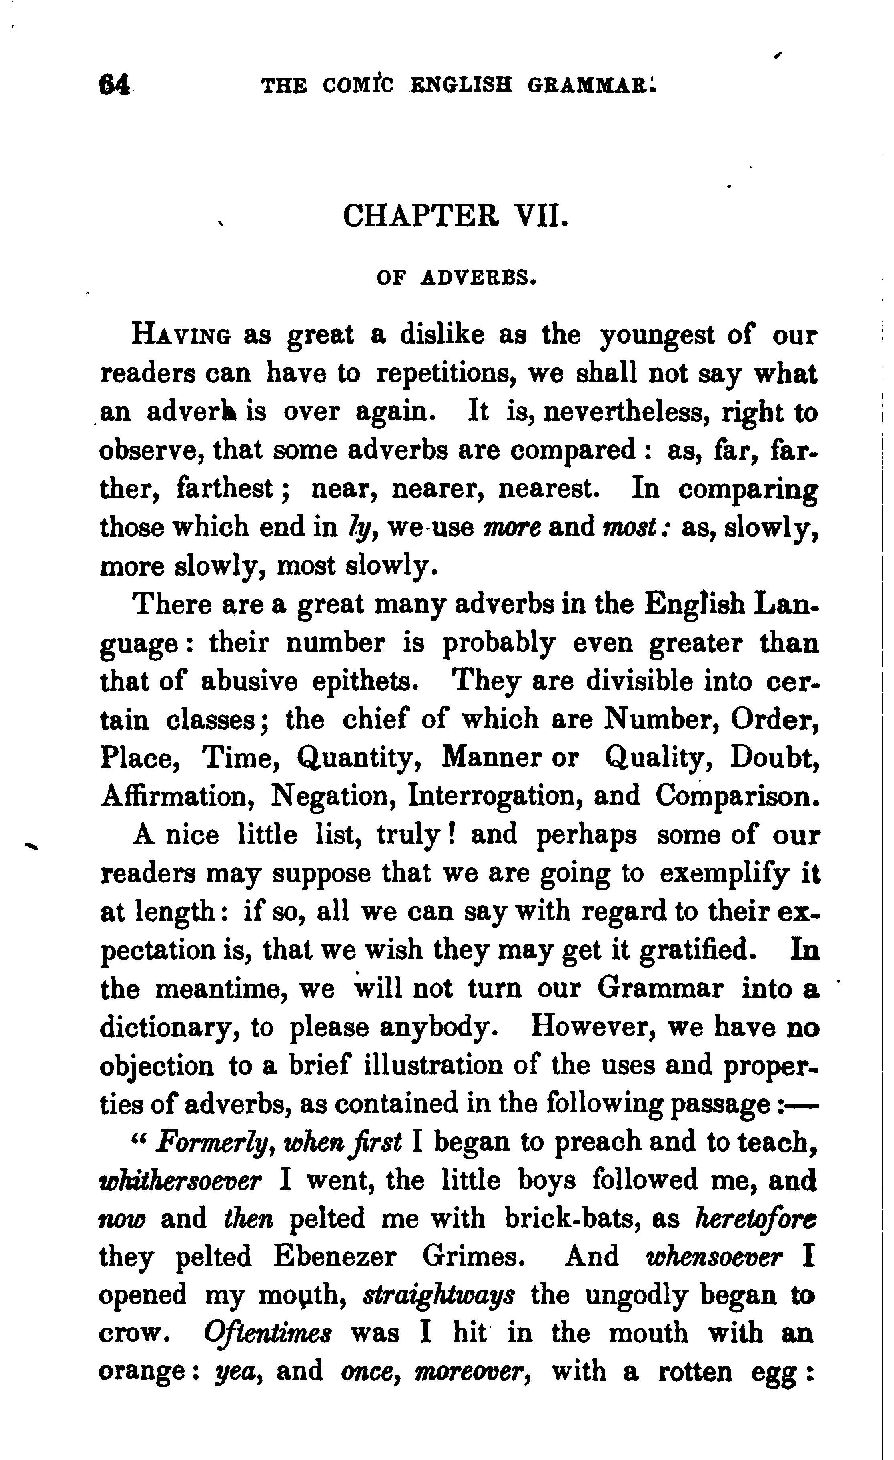 64 THE COMIC ENGLISH GRAMMAR.
CHAPTER VII.
OF ADVERBS.
HAVING as great a dislike as the youngest of our
readers can have to repetitions, we shall not say what
an adverb is over again. It is, nevertheless, right to
observe, that some adverbs are compared : as, far, far-
ther, farthest ; near, nearer, nearest. In comparing
those which end in ly, we use more and most : as, slowly,
more slowly, most slowly.
There are a great many adverbs in the English Lan-
guage : their number is probably even greater than
that of abusive epithets. They are divisible into cer-
tain classes ; the chief of which are Number, Order,
Place, Time, Quantity, Manner or Quality, Doubt,
Affirmation, Negation, Interrogation, and Comparison.
A nice little list, truly ! and perhaps some of our
readers may suppose that we are going to exemplify it
at length : if so, all we can say with regard to their ex-
pectation is, that we wish they may get it gratified. In
the meantime, we will not turn our Grammar into a
dictionary, to please anybody. However, we have no
objection to a brief illustration of the uses and proper-
ties of adverbs, as contained in the following passage :—
“ Formerly, when first I began to preach and to teach,
whithersoever I went, the little boys followed me, and
now and then pelted me with brick-bats, as heretofore
they pelted Ebenezer Grimes. And whensoever I
opened my mouth, straightways the ungodly began to
crow. Oftentimes was I hit in the mouth with an
orange : yea, and once, moreover, with a rotten egg :